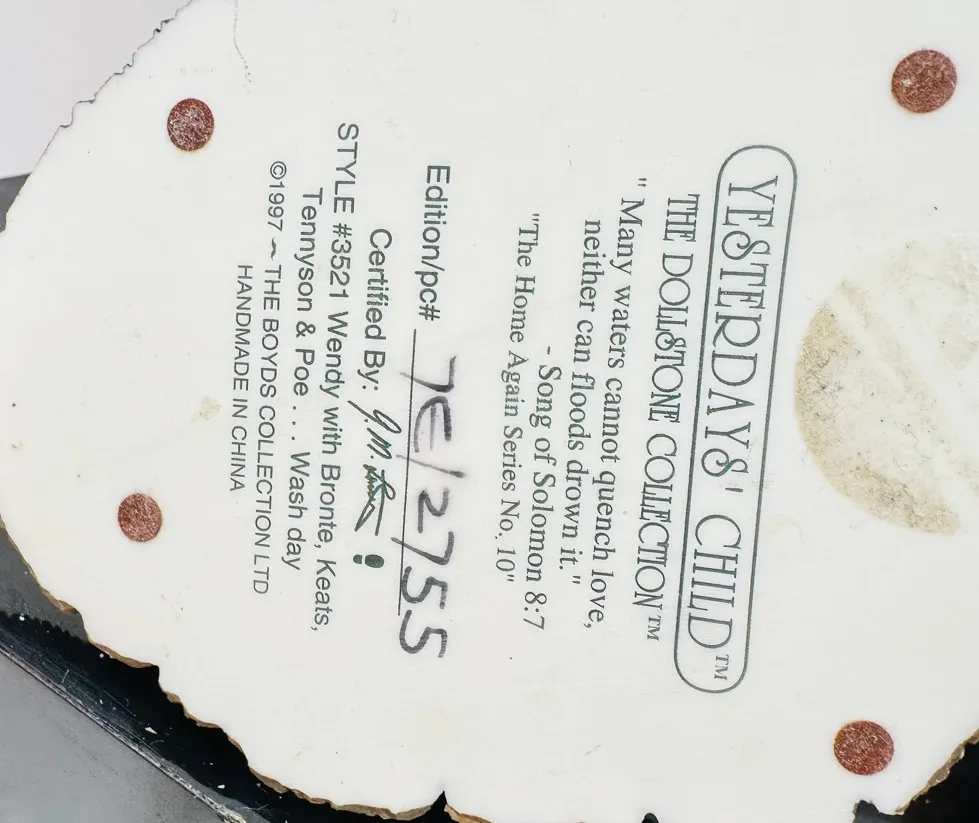 YESTERDAYS' CHILD™
THE DOLLSTONE COLLECTION™
" Many waters cannot quench love,
neither can floods drown it."
- Song of Solomon 8:7
"The Home Again Series No. 10"
Edition/pc# 7E/2755
Certified By:
STYLE #3521 Wendy with Bronte, Keats,
Tennyson & Poe . . . Wash day
©1997 ~ THE BOYDS COLLECTION LTD
HANDMADE IN CHINA